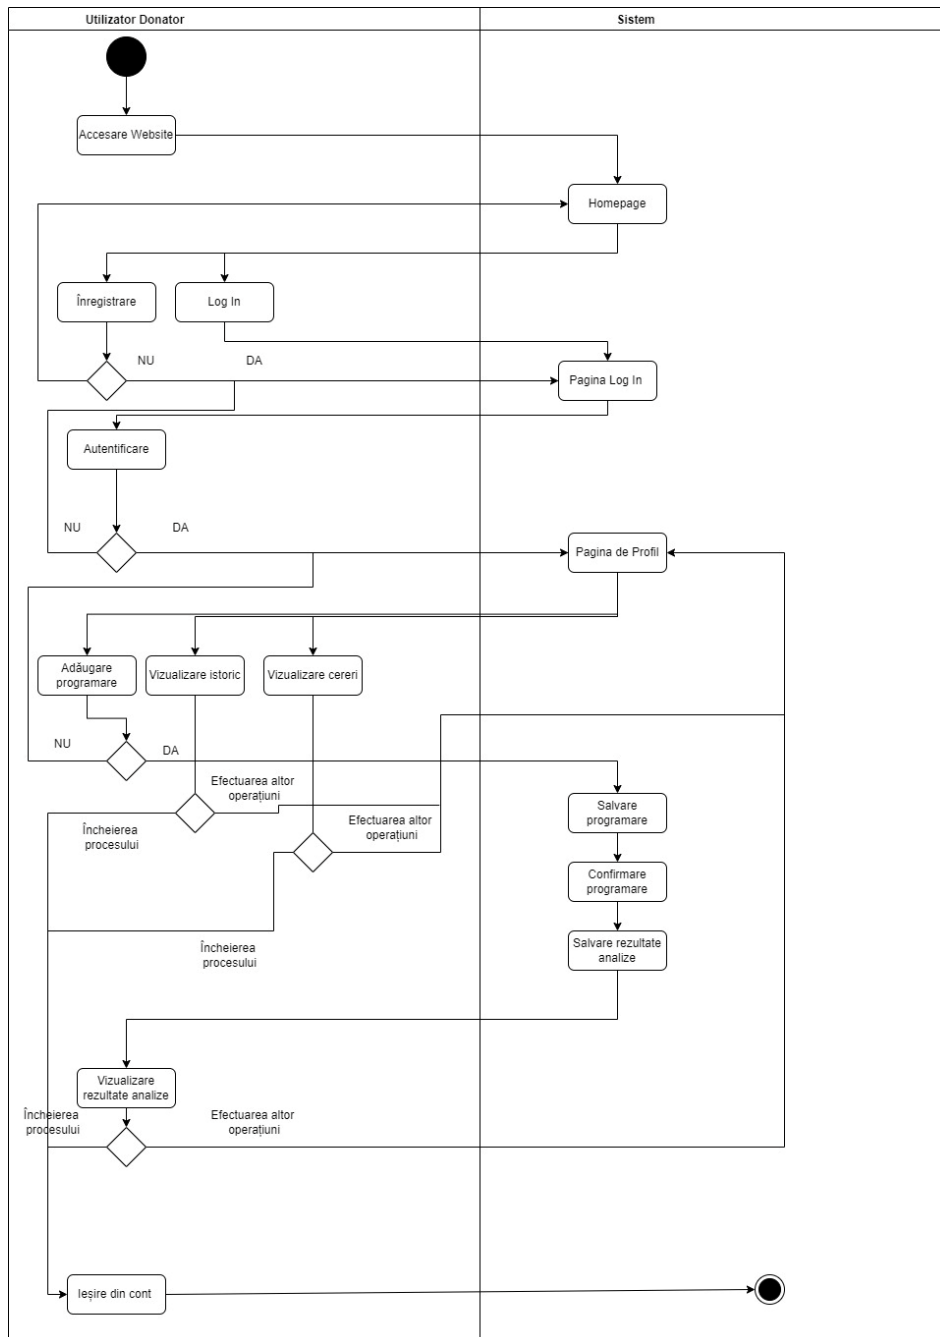 Utilizator Donator
Sistem
Accesare Website
Homepage
Înregistrare
Log In
NU
DA
Pagina Log In
Autentificare
NU
DA
Pagina de Profil
Adăugare
programare
Vizualizare istoric
Vizualizare cereri
NU
DA
Efectuarea altor
operațiuni
Salvare
programare
Încheierea
procesului
Efectuarea altor
operațiuni
Confirmare
programare
Încheierea
procesului
Salvare rezultate
analize
Vizualizare
rezultate analize
Încheierea
procesului
Efectuarea altor
operațiuni
Ieșire din cont